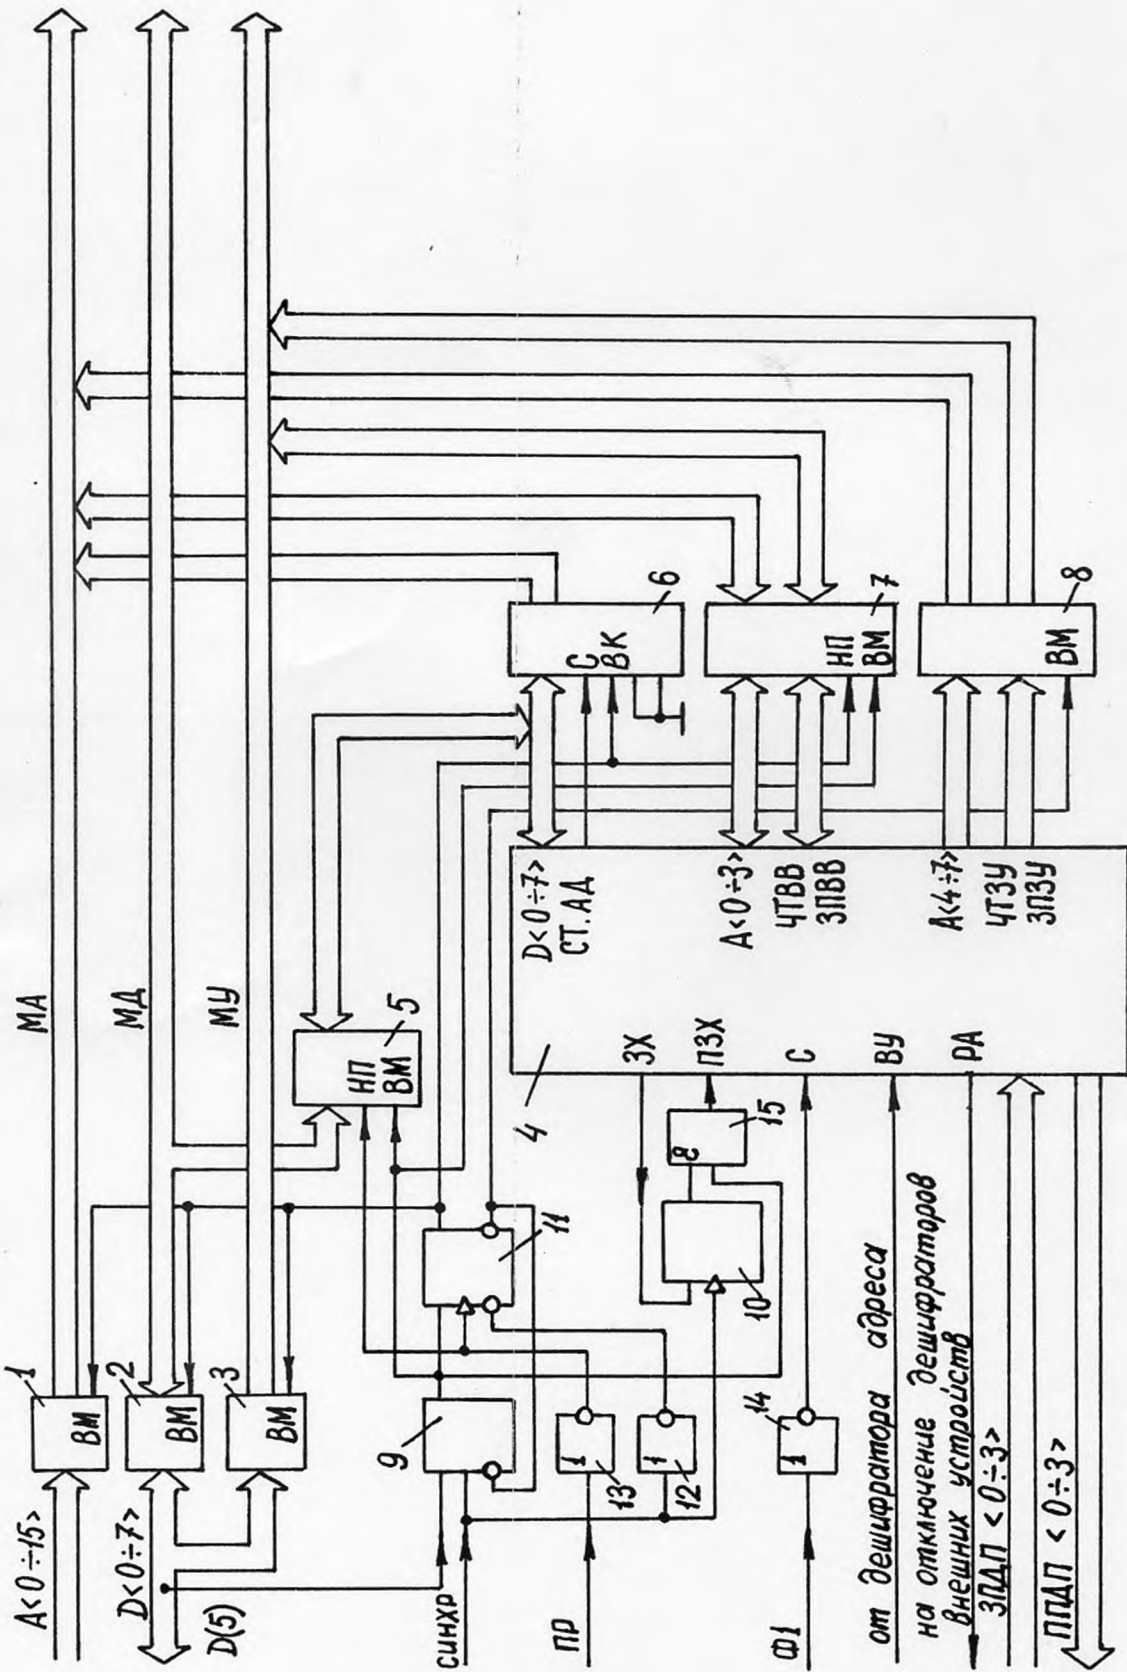 МА
МД
МУ
1
ВМ
2
ВМ
3
ВМ
А<0÷15>
Д<0÷7>
Д(5)
НП
ВМ
5
9
11
СИНХР
ПР
1
13
1
12
Ф1
1
14
10
8
15
4
ЗХ
ПЗХ
С
ВУ
РА
Д<0÷7>
СТ.АД
А<0÷3>
ЧТВВ
ЗПВВ
А<4÷7>
ЧТЗУ
ЗПЗУ
С
ВК
6
НП
ВМ
7
ВМ
8
от дешифратора адреса
на отключение дешифраторов
внешних устройств
ЗПДП <0÷3>
ППДП <0÷3>